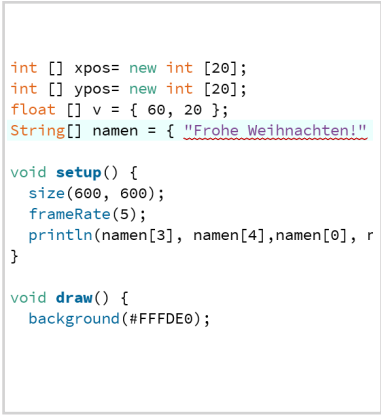 int [] xpos= new int [20];
int [] ypos= new int [20];
float [] v = { 60, 20 };
String[] namen = { "Frohe Weihnachten!"
void setup() {
size(600, 600);
frameRate(5);
println(namen[3], namen[4],namen[0],
}
void draw() {
background(#FFFDE0);